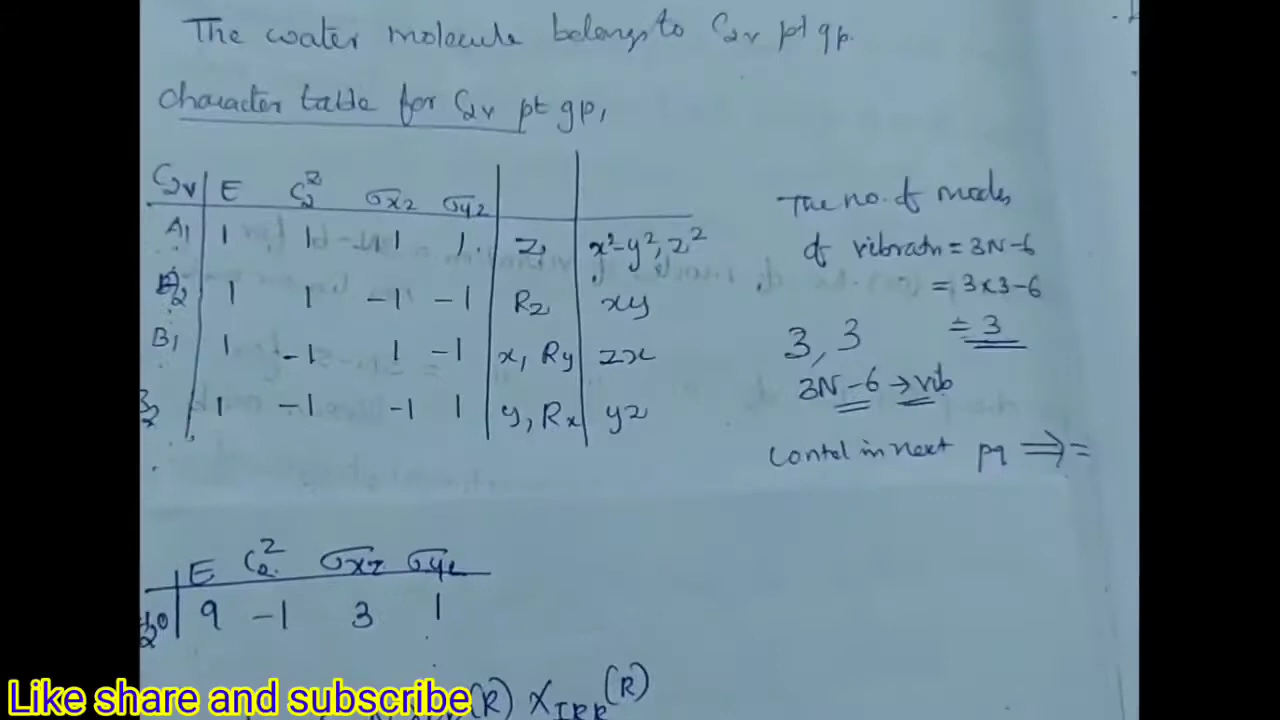 The water molecule belongs to C2v pt gp.
character table for C2v pt gp,
C2v E C2^z σxz σyz
A1 1 1 1 1 z, x²-y², z²
A2 1 1 -1 -1 Rz xy
B1 1 -1 1 -1 x, Ry zx
B2 1 -1 -1 1 y, Rx yz
The no. of modes
of vibratn = 3N-6
= 3x3-6
= 3
3, 3
3N-6 → vib
contd in next pg ⇒ =
E C2^z σxz σyz
9 -1 3 1
(R) χIRR(R)
Like share and subscribe